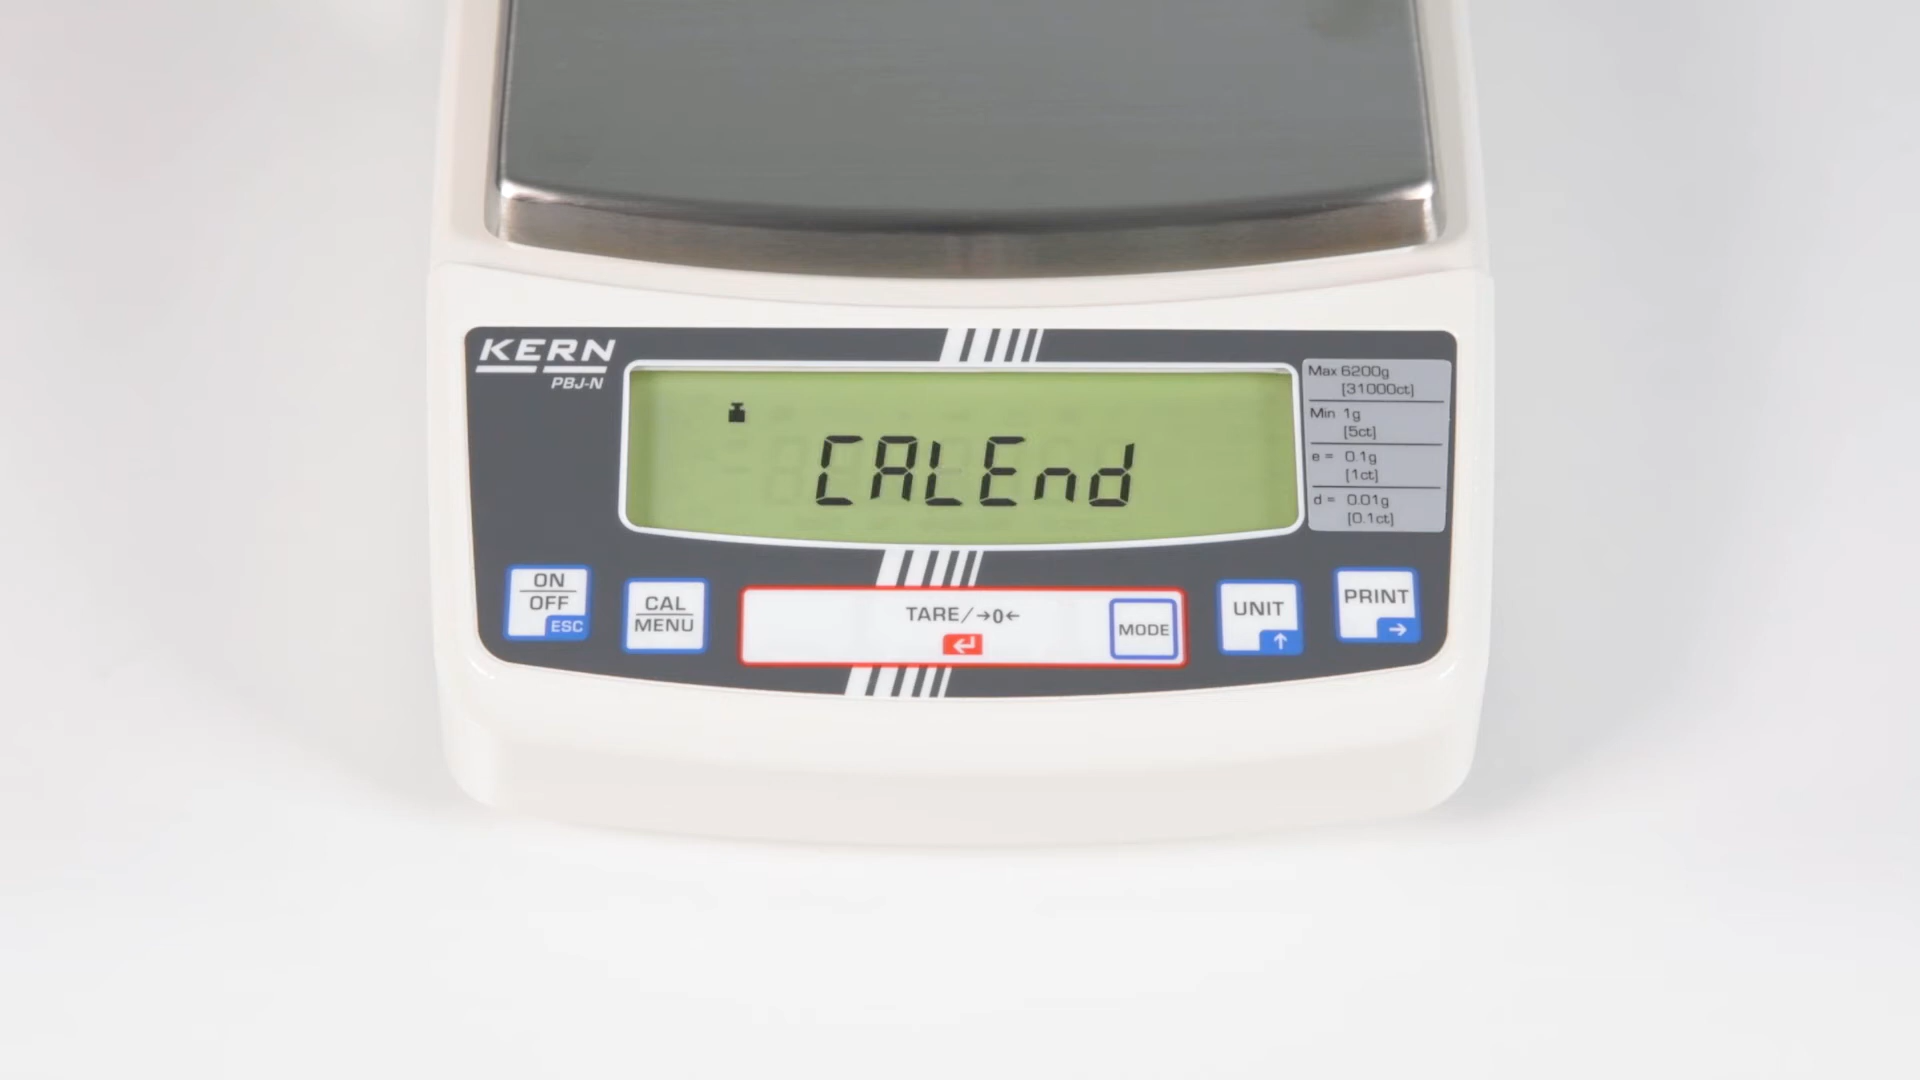 KERN
PBJ-N
CALEnd
Max 6200g
[31000ct]
Min 1g
[5ct]
e = 0.1g
[1ct]
d = 0.01g
[0.1ct]
ON
OFF
ESC
CAL
MENU
TARE/→0←
MODE
UNIT
↑
PRINT
→